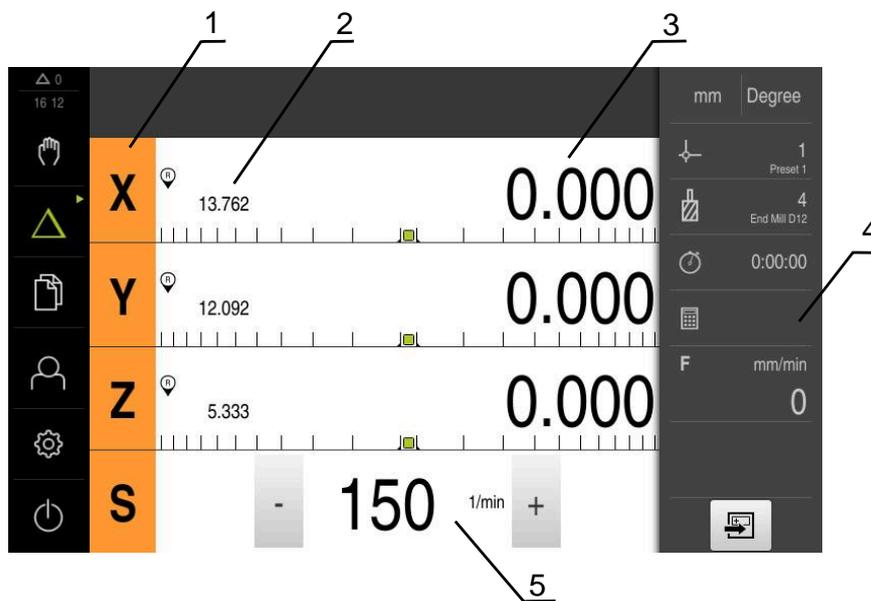 1 2 3
0
16 12
mm Degree
X R 13.762 0.000
1
Preset 1
4
End Mill D12
Y R 12.092 0.000
0:00:00
4
Z R 5.333 0.000
F mm/min
0
S - 150 1/min +
5